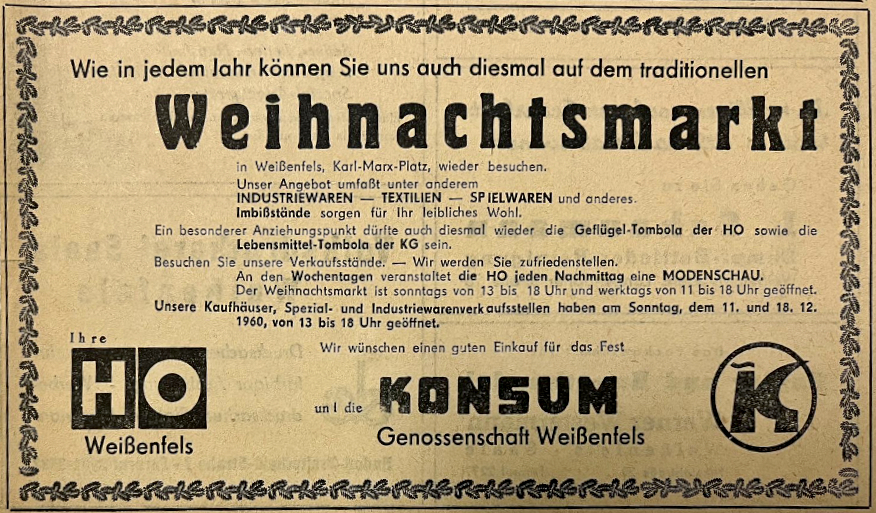 Wie in jedem Jahr können Sie uns auch diesmal auf dem traditionellen
Weihnachtsmarkt
in Weißenfels, Karl-Marx-Platz, wieder besuchen.
Unser Angebot umfaßt unter anderem
INDUSTRIEWAREN — TEXTILIEN — SPIELWAREN und anderes.
Imbißstände sorgen für Ihr leibliches Wohl.
Ein besonderer Anziehungspunkt dürfte auch diesmal wieder die Geflügel-Tombola der HO sowie die
Lebensmittel-Tombola der KG sein.
Besuchen Sie unsere Verkaufsstände. — Wir werden Sie zufriedenstellen.
An den Wochentagen veranstaltet die HO jeden Nachmittag eine MODENSCHAU.
Der Weihnachtsmarkt ist sonntags von 13 bis 18 Uhr und werktags von 11 bis 18 Uhr geöffnet.
Unsere Kaufhäuser, Spezial- und Industriewarenverkaufsstellen haben am Sonntag, dem 11. und 18. 12.
1960, von 13 bis 18 Uhr geöffnet.
Ihre
HO
Weißenfels
Wir wünschen einen guten Einkauf für das Fest
und die KONSUM
Genossenschaft Weißenfels
K